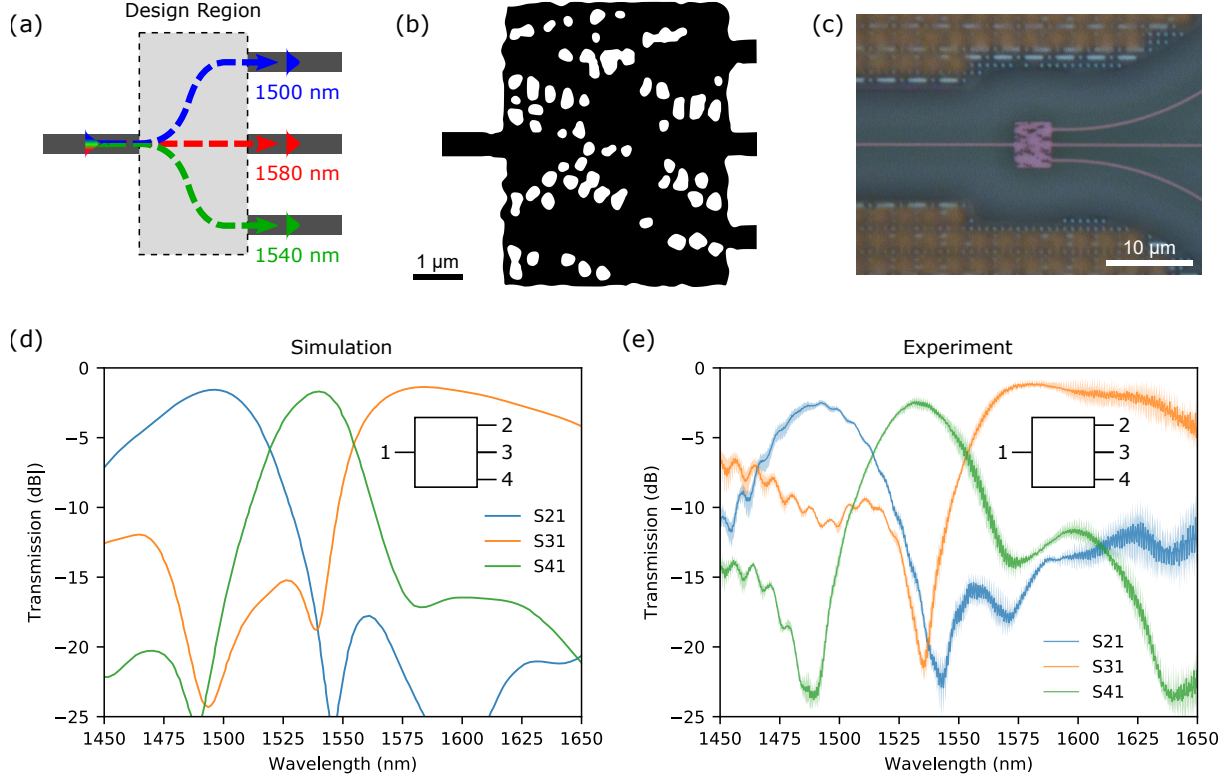 (a)
Design Region
1500 nm
1580 nm
1540 nm
(b)
1 μm
(c)
10 μm
(d)
Simulation
0
−5
−10
−15
−20
−25
Transmission (dB)
1
2
3
4
S21
S31
S41
1450 1475 1500 1525 1550 1575 1600 1625 1650
Wavelength (nm)
(e)
Experiment
0
−5
−10
−15
−20
−25
Transmission (dB)
1
2
3
4
S21
S31
S41
1450 1475 1500 1525 1550 1575 1600 1625 1650
Wavelength (nm)